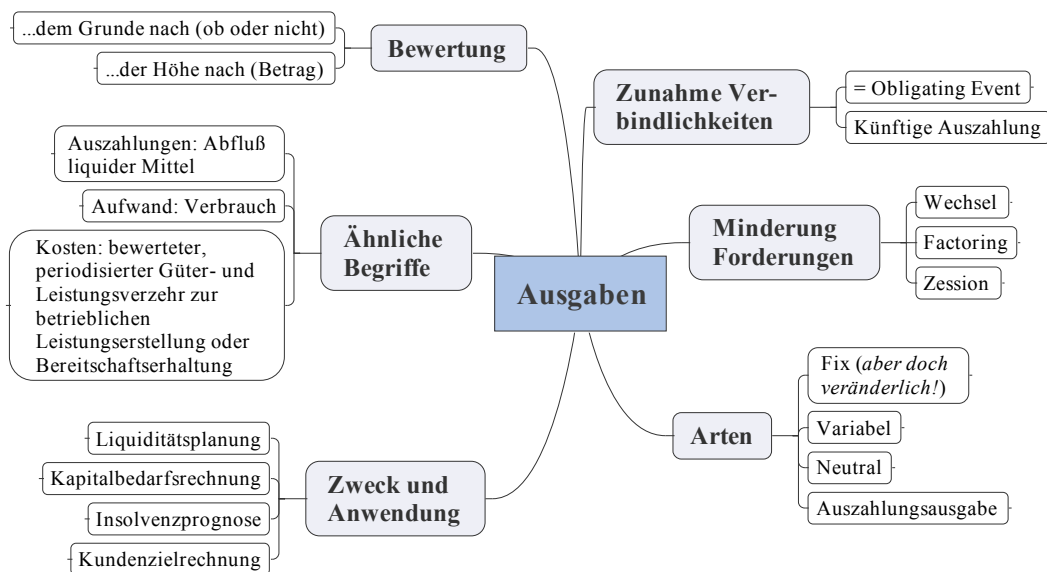 Ausgaben
Bewertung
...dem Grunde nach (ob oder nicht)
...der Höhe nach (Betrag)
Ähnliche
Begriffe
Auszahlungen: Abfluß
liquider Mittel
Aufwand: Verbrauch
Kosten: bewerteter,
periodisierter Güter- und
Leistungsverzehr zur
betrieblichen
Leistungserstellung oder
Bereitschaftserhaltung
Zweck und
Anwendung
Liquiditätsplanung
Kapitalbedarfsrechnung
Insolvenzprognose
Kundenzielrechnung
Zunahme Ver-
bindlichkeiten
= Obligating Event
Künftige Auszahlung
Minderung
Forderungen
Wechsel
Factoring
Zession
Arten
Fix (aber doch
veränderlich!)
Variabel
Neutral
Auszahlungsausgabe